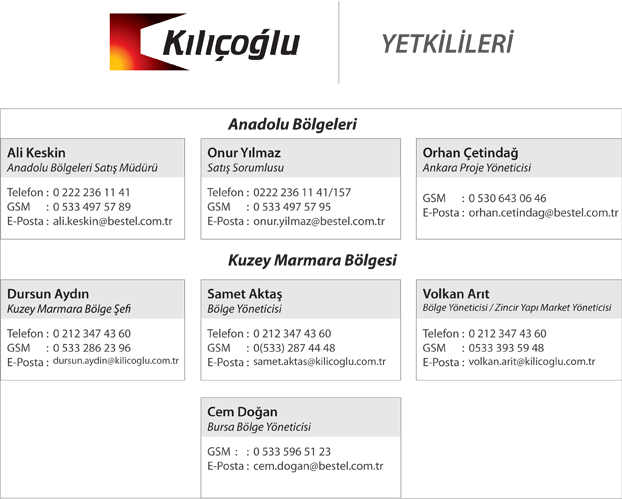 Kılıçoğlu
YETKİLİLERİ
Anadolu Bölgeleri
Ali Keskin
Anadolu Bölgeleri Satış Müdürü
Telefon : 0 222 236 11 41
GSM : 0 533 497 57 89
E-Posta : ali.keskin@bestel.com.tr
Onur Yılmaz
Satış Sorumlusu
Telefon : 0222 236 11 41/157
GSM : 0 533 497 57 95
E-Posta : onur.yilmaz@bestel.com.tr
Orhan Çetindağ
Ankara Proje Yöneticisi
GSM : 0 530 643 06 46
E-Posta : orhan.cetindag@bestel.com.tr
Kuzey Marmara Bölgesi
Dursun Aydın
Kuzey Marmara Bölge Şefi
Telefon : 0 212 347 43 60
GSM : 0 533 286 23 96
E-Posta : dursun.aydin@kilicoglu.com.tr
Samet Aktaş
Bölge Yöneticisi
Telefon : 0 212 347 43 60
GSM : 0(533) 287 44 48
E-Posta : samet.aktas@kilicoglu.com.tr
Volkan Arıt
Bölge Yöneticisi / Zincir Yapı Market Yöneticisi
Telefon : 0 212 347 43 60
GSM : 0533 393 59 48
E-Posta : volkan.arit@kilicoglu.com.tr
Cem Doğan
Bursa Bölge Yöneticisi
GSM : : 0 533 596 51 23
E-Posta : cem.dogan@bestel.com.tr